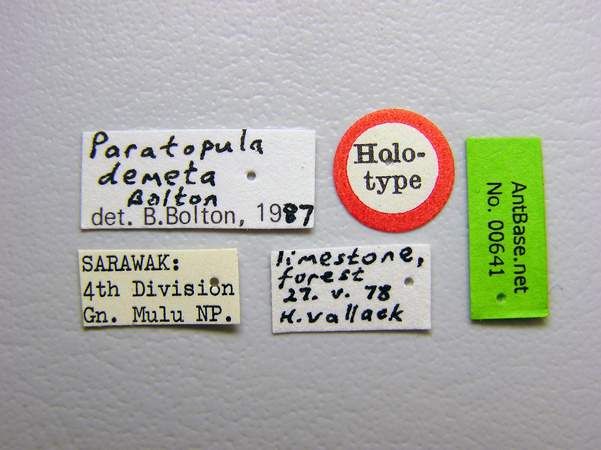 Paratopula
demeta
Bolton
det. B.Bolton, 1987
Holo-
type
AntBase.net
No. 00641
SARAWAK:
4th Division
Gn. Mulu NP.
limestone,
forest
27. v. 78
H. Vallack